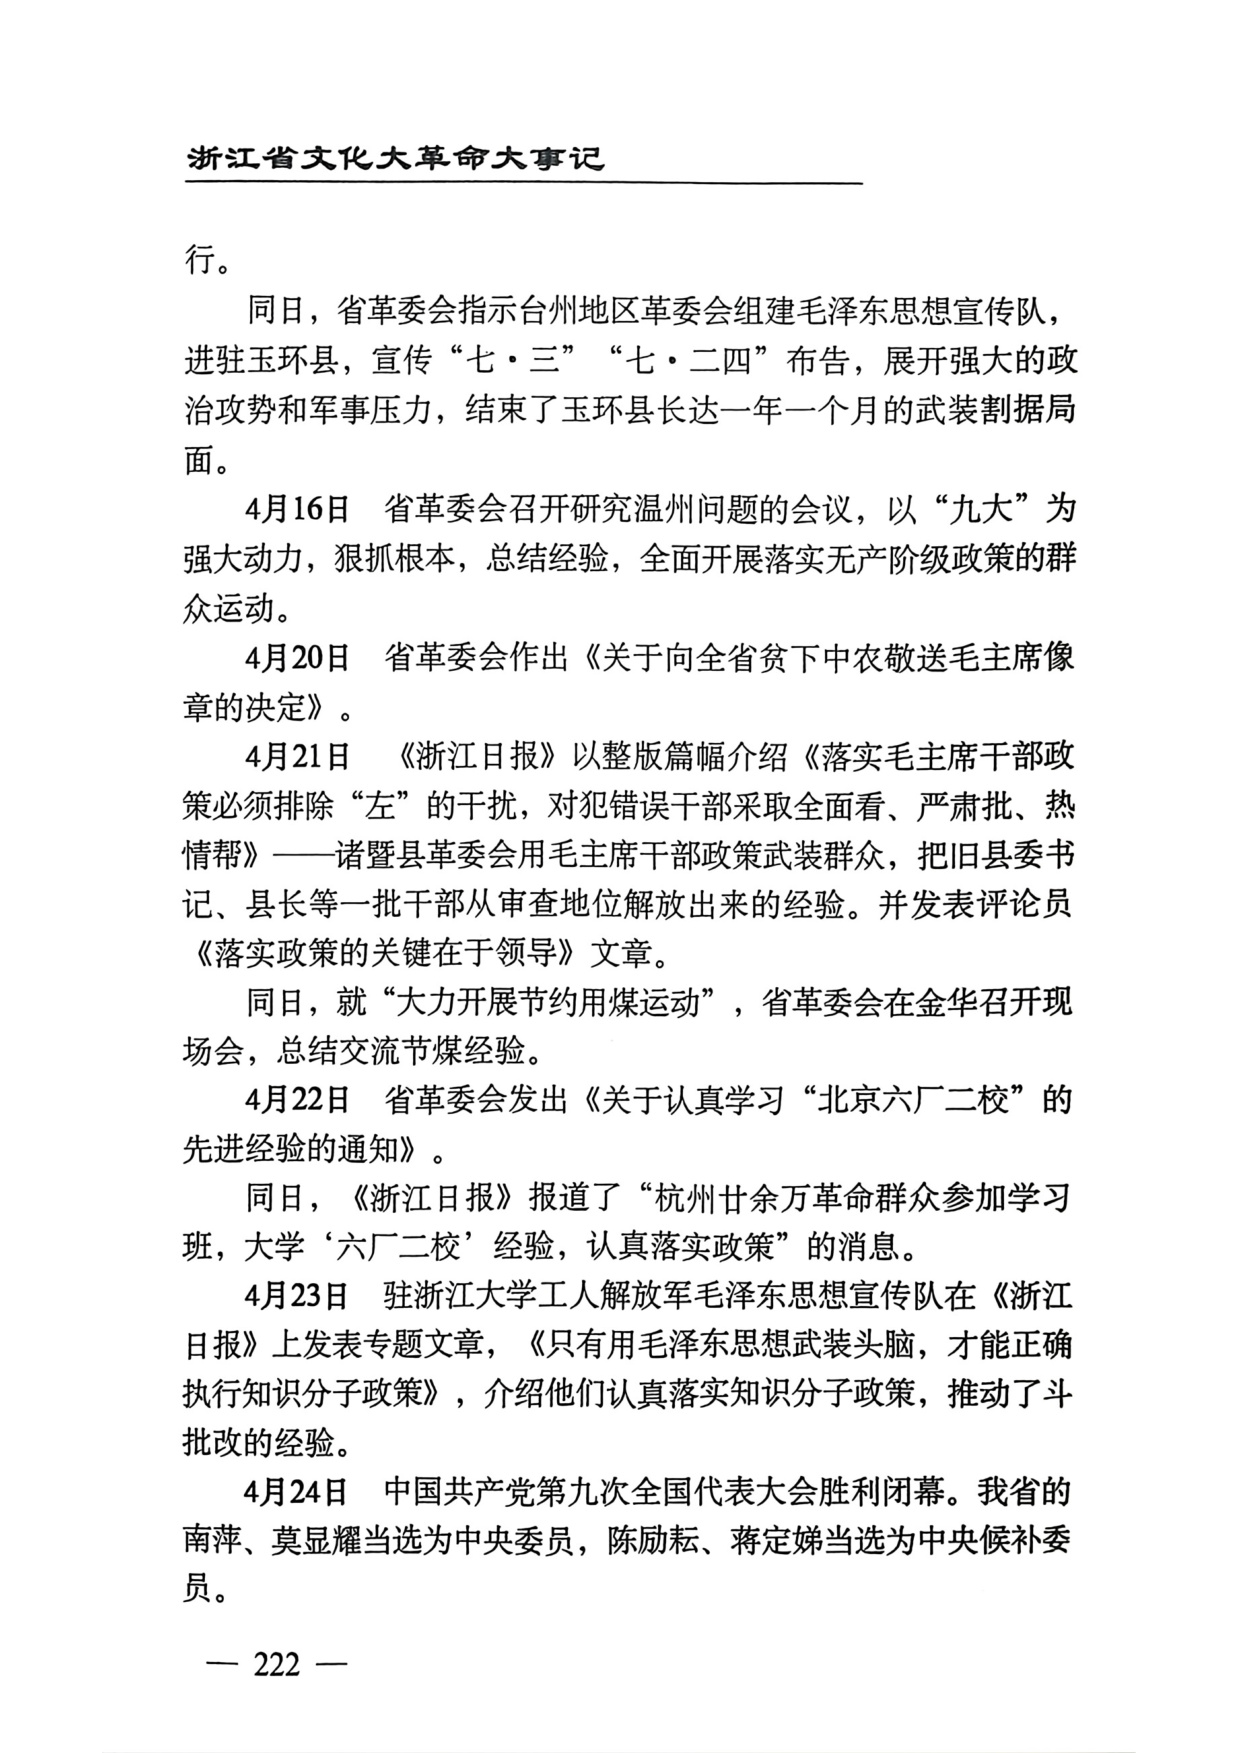 浙江省文化大革命大事记
行。
同日，省革委会指示台州地区革委会组建毛泽东思想宣传队，
进驻玉环县，宣传“七·三”“七·二四”布告，展开强大的政
治攻势和军事压力，结束了玉环县长达一年一个月的武装割据局
面。
4月16日 省革委会召开研究温州问题的会议，以“九大”为
强大动力，狠抓根本，总结经验，全面开展落实无产阶级政策的群
众运动。
4月20日 省革委会作出《关于向全省贫下中农敬送毛主席像
章的决定》。
4月21日 《浙江日报》以整版篇幅介绍《落实毛主席干部政
策必须排除“左”的干扰，对犯错误干部采取全面看、严肃批、热
情帮》——诸暨县革委会用毛主席干部政策武装群众，把旧县委书
记、县长等一批干部从审查地位解放出来的经验。并发表评论员
《落实政策的关键在于领导》文章。
同日，就“大力开展节约用煤运动”，省革委会在金华召开现
场会，总结交流节煤经验。
4月22日 省革委会发出《关于认真学习“北京六厂二校”的
先进经验的通知》。
同日，《浙江日报》报道了“杭州廿余万革命群众参加学习
班，大学‘六厂二校’经验，认真落实政策”的消息。
4月23日 驻浙江大学工人解放军毛泽东思想宣传队在《浙江
日报》上发表专题文章，《只有用毛泽东思想武装头脑，才能正确
执行知识分子政策》，介绍他们认真落实知识分子政策，推动了斗
批改的经验。
4月24日 中国共产党第九次全国代表大会胜利闭幕。我省的
南萍、莫显耀当选为中央委员，陈励耘、蒋定娣当选为中央候补委
员。
— 222 —